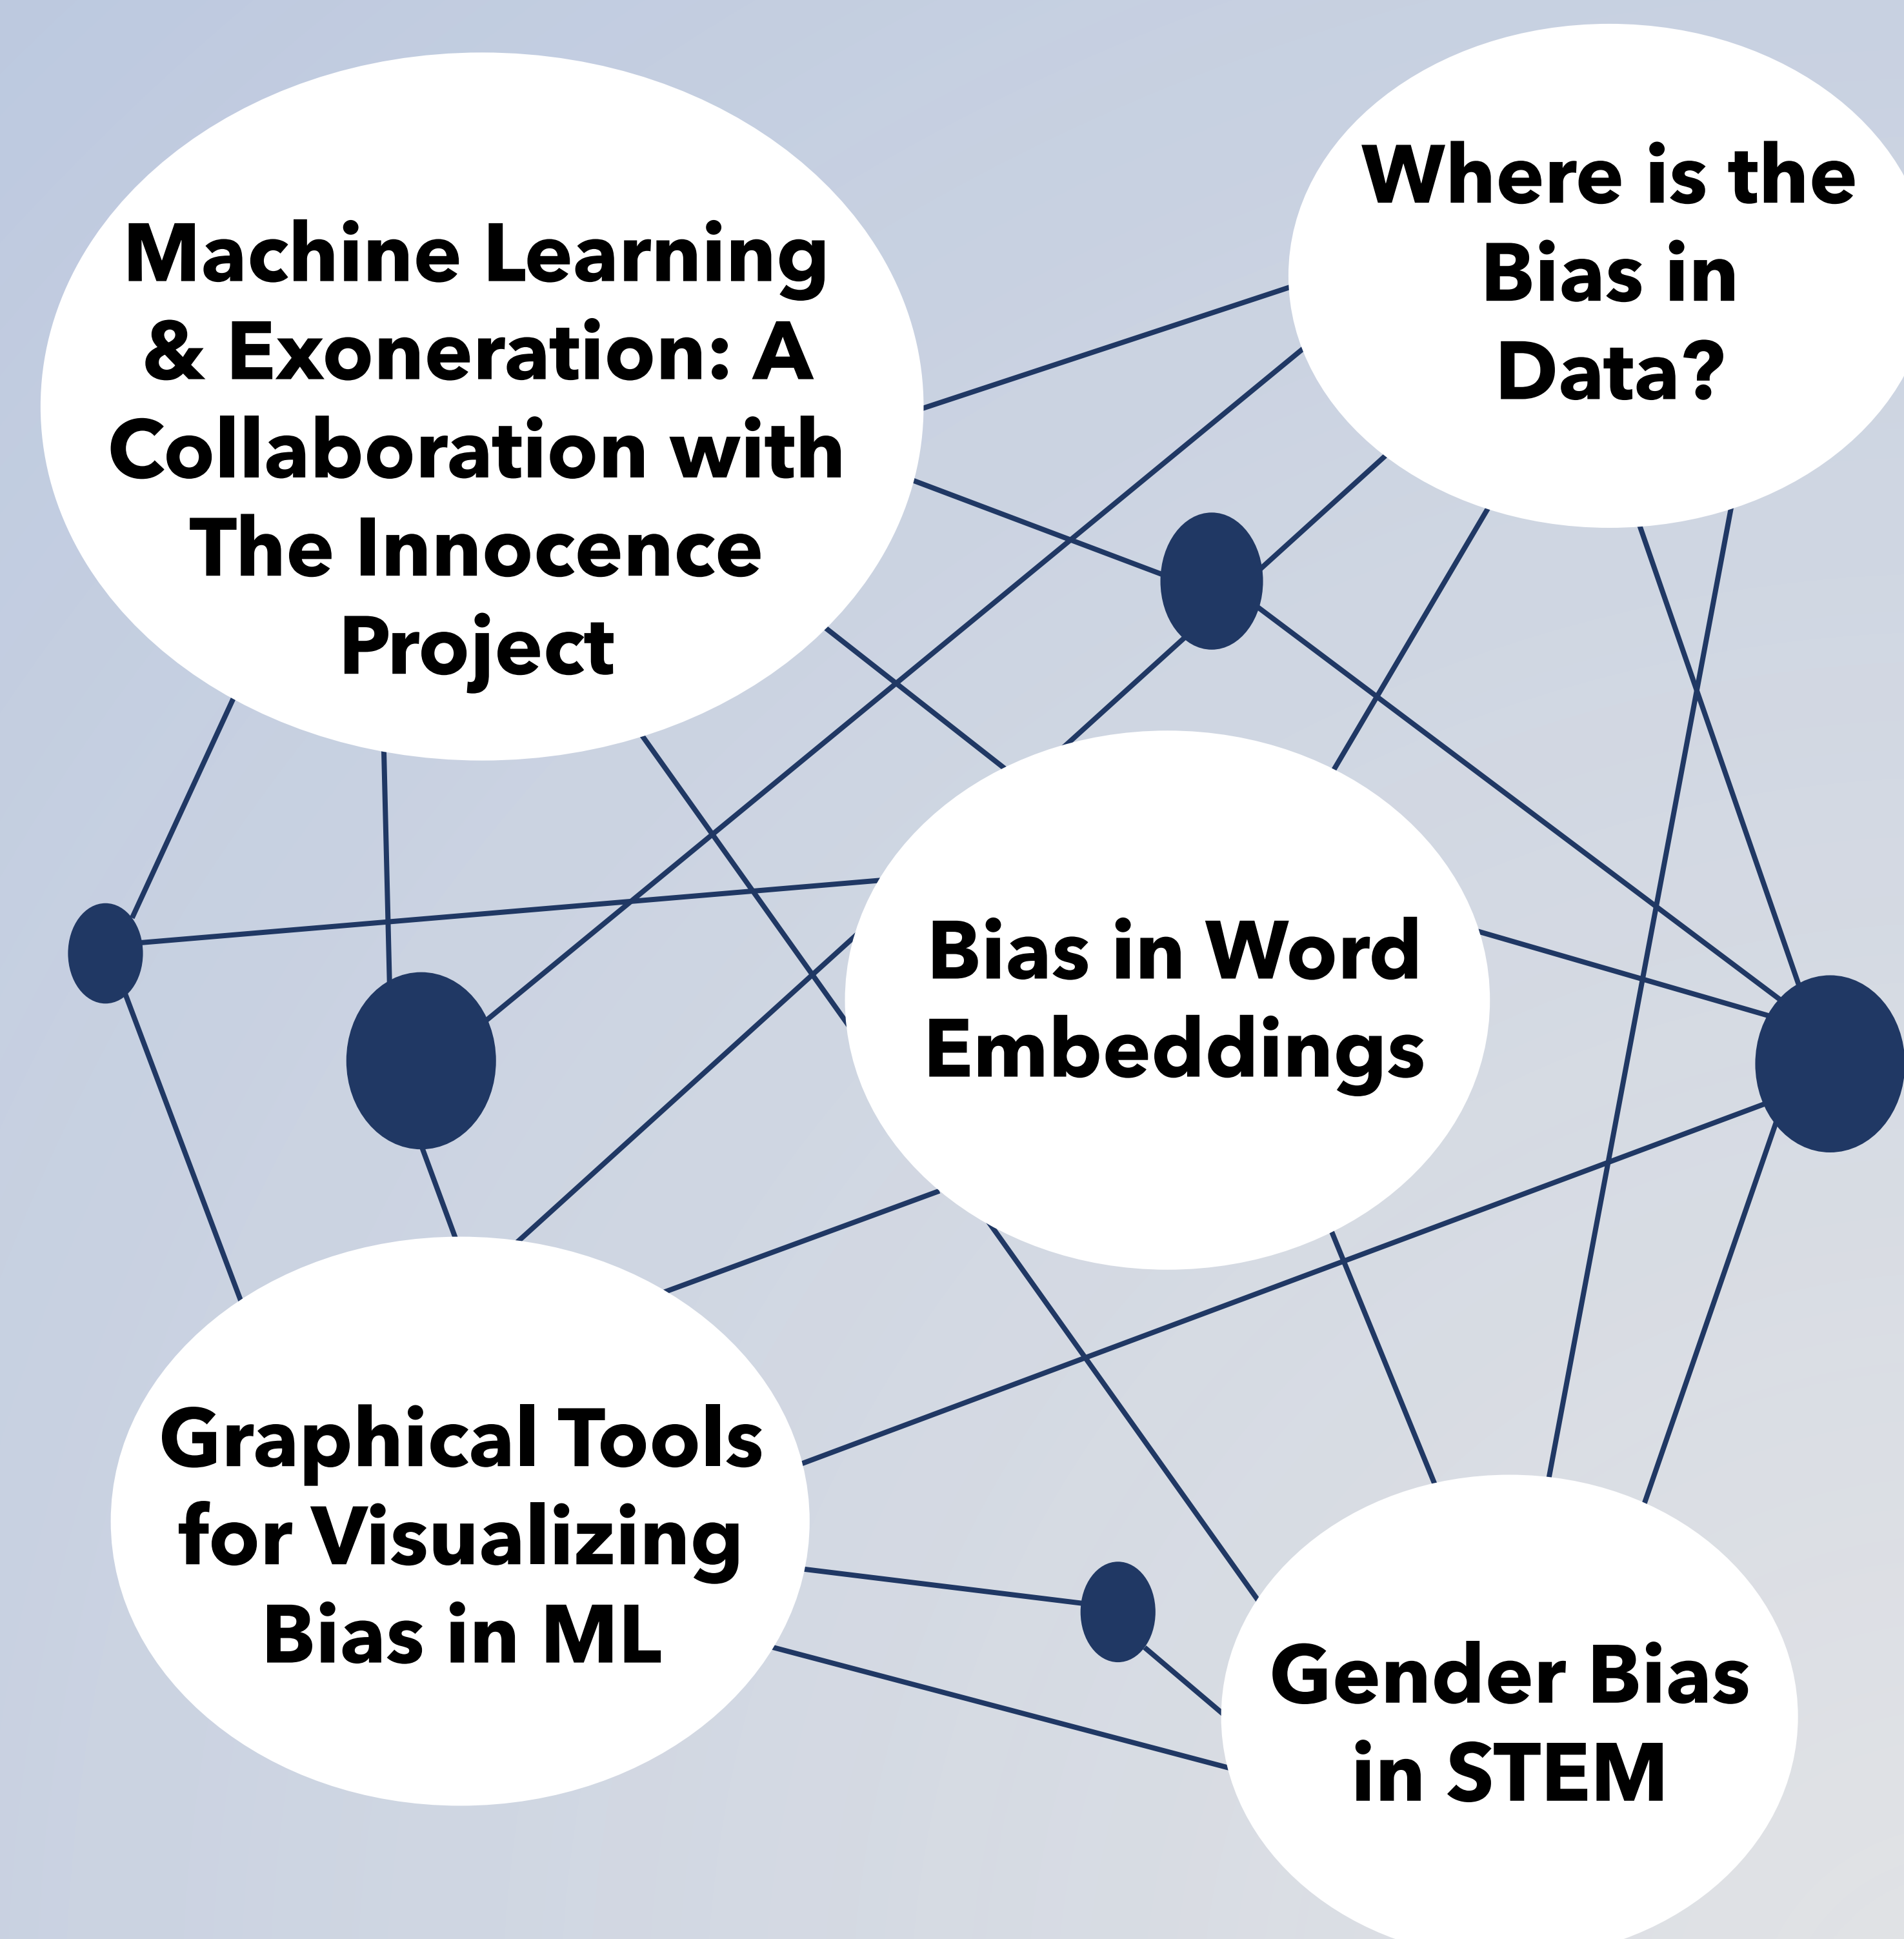 Machine Learning
& Exoneration: A
Collaboration with
The Innocence
Project
Where is the
Bias in
Data?
Bias in Word
Embeddings
Graphical Tools
for Visualizing
Bias in ML
Gender Bias
in STEM